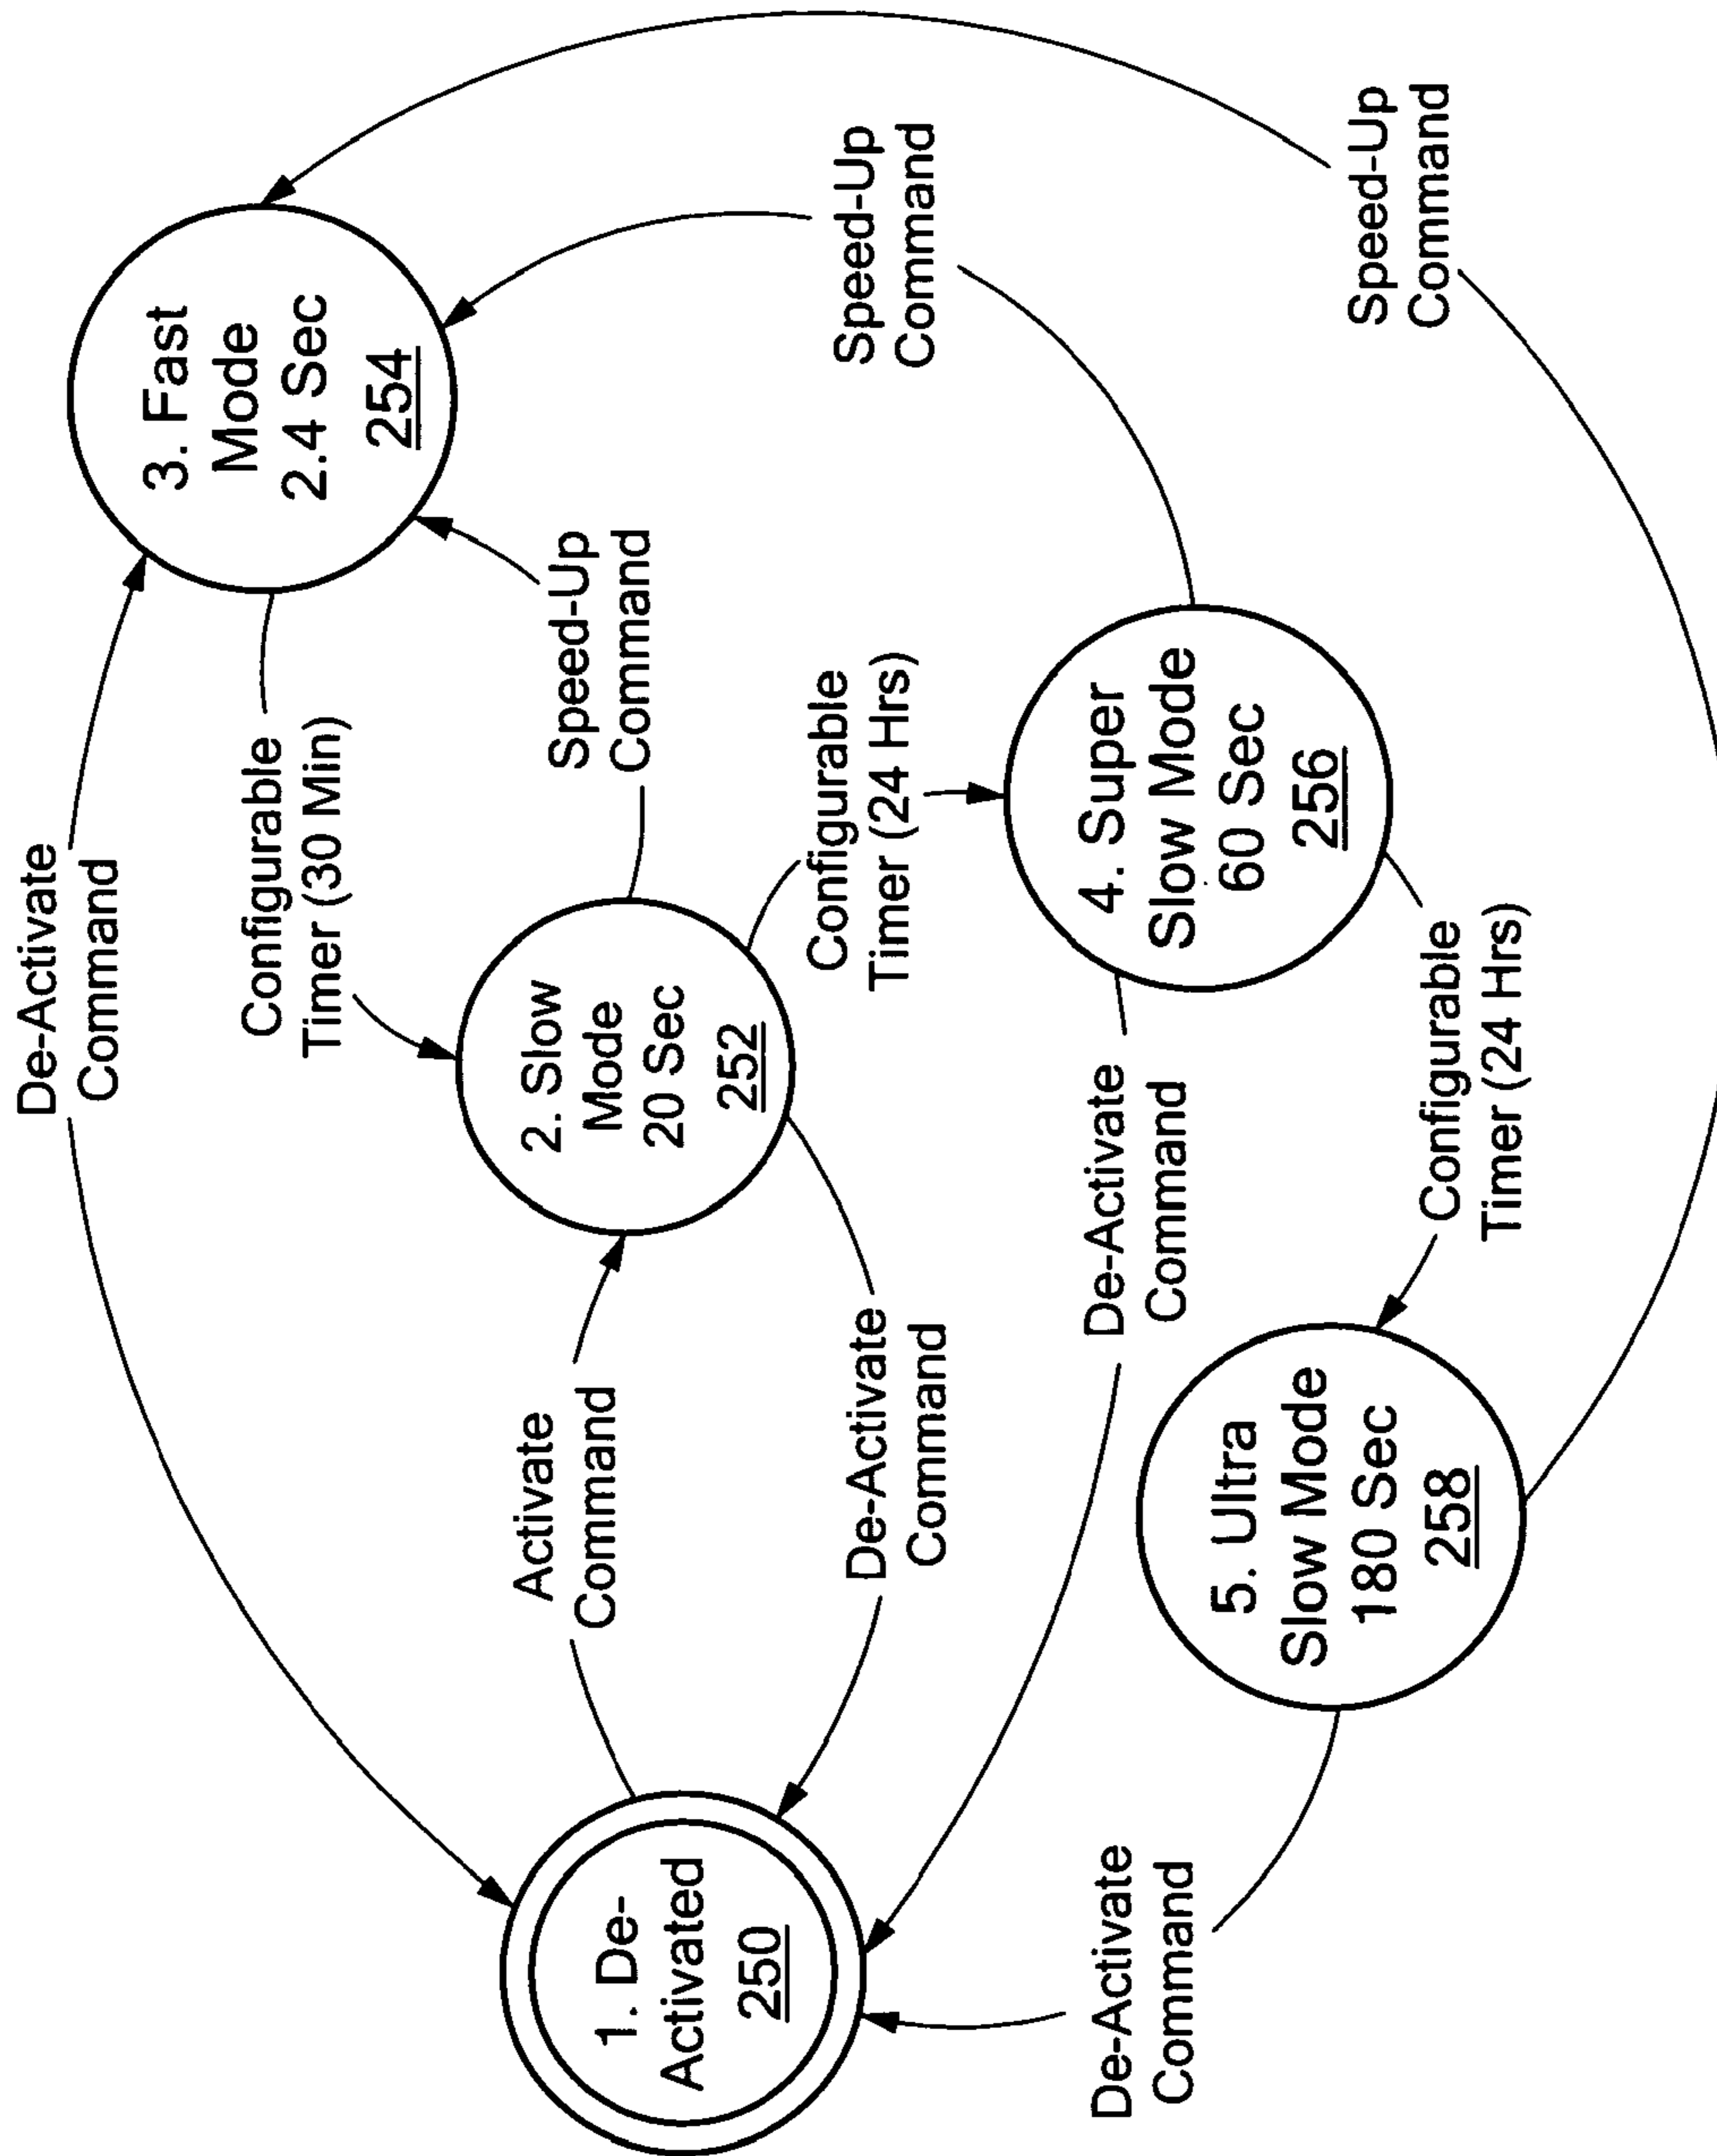 De-Activate
Command
3. Fast
Mode
2.4 Sec
254
Configurable
Timer (30 Min)
Speed-Up
Command
2. Slow
Mode
20 Sec
252
Activate
Command
1. De-
Activated
250
De-Activate
Command
Configurable
Timer (24 Hrs)
Speed-Up
Command
4. Super
Slow Mode
60 Sec
256
De-Activate
Command
De-Activate
Command
5. Ultra
Slow Mode
180 Sec
258
Configurable
Timer (24 Hrs)
Speed-Up
Command